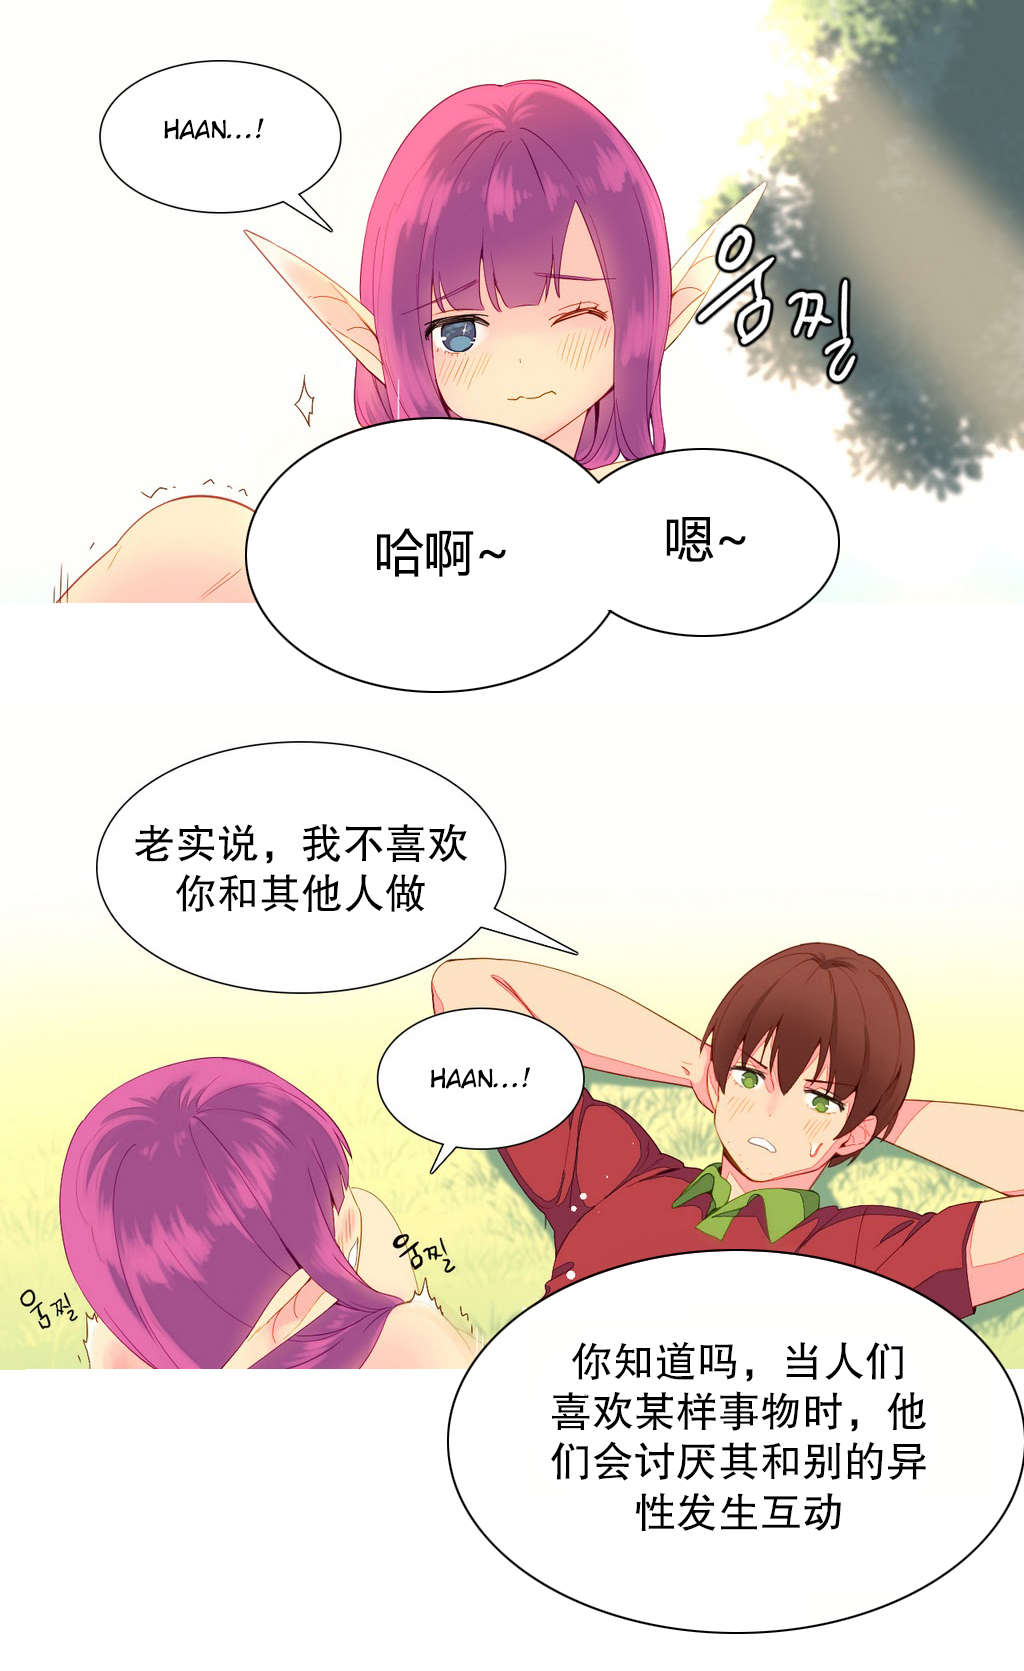 HAAN...!
움찔
哈啊~
嗯~
老实说，我不喜欢
你和其他人做
HAAN...!
움찔
움찔
你知道吗，当人们
喜欢某样事物时，他
们会讨厌其和别的异
性发生互动